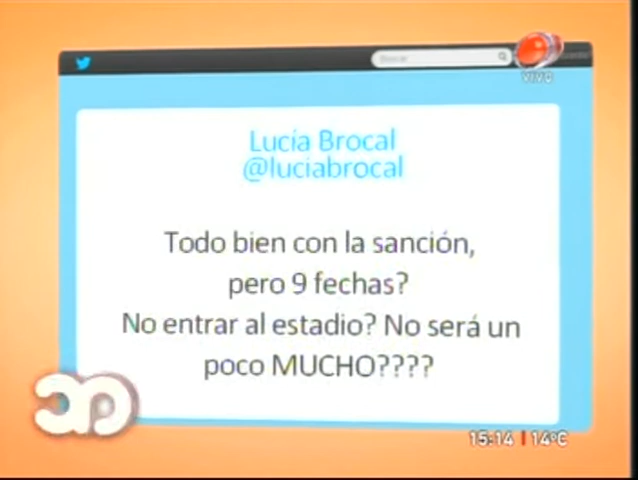 Buscar
VIVO
Lucía Brocal
@luciabrocal
Todo bien con la sanción,
pero 9 fechas?
No entrar al estadio? No será un
poco MUCHO????
15:14 14ºC